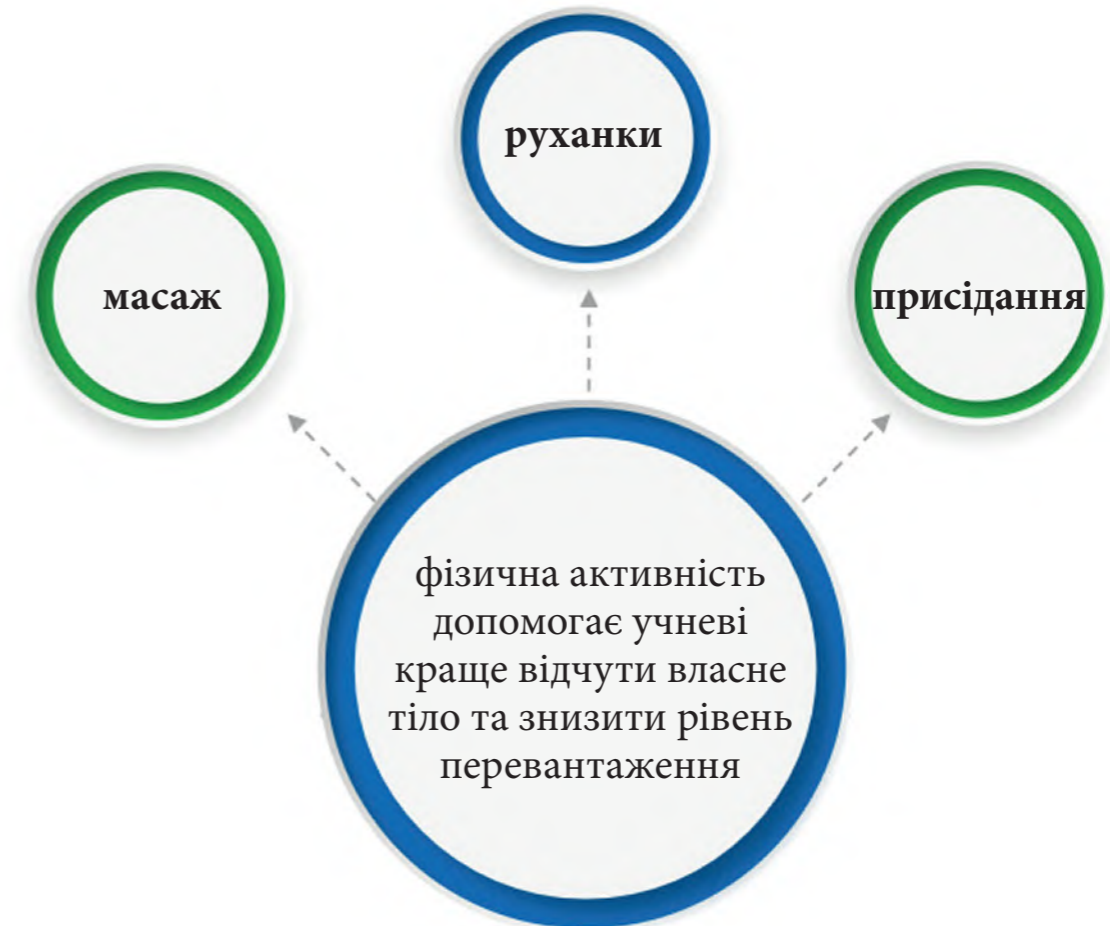 руханки
масаж
присідання
фізична активність
допомогає учневі
краще відчути власне
тіло та знизити рівень
перевантаження